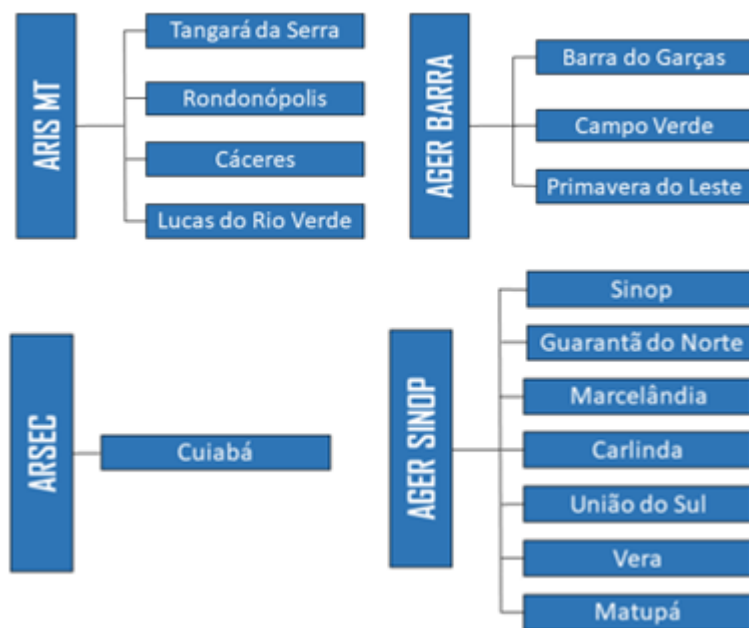 ARIS MT
Tangará da Serra
Rondonópolis
Cáceres
Lucas do Rio Verde
AGER BARRA
Barra do Garças
Campo Verde
Primavera do Leste
ARSEC
Cuiabá
AGER SINOP
Sinop
Guarantã do Norte
Marcelândia
Carlinda
União do Sul
Vera
Matupá